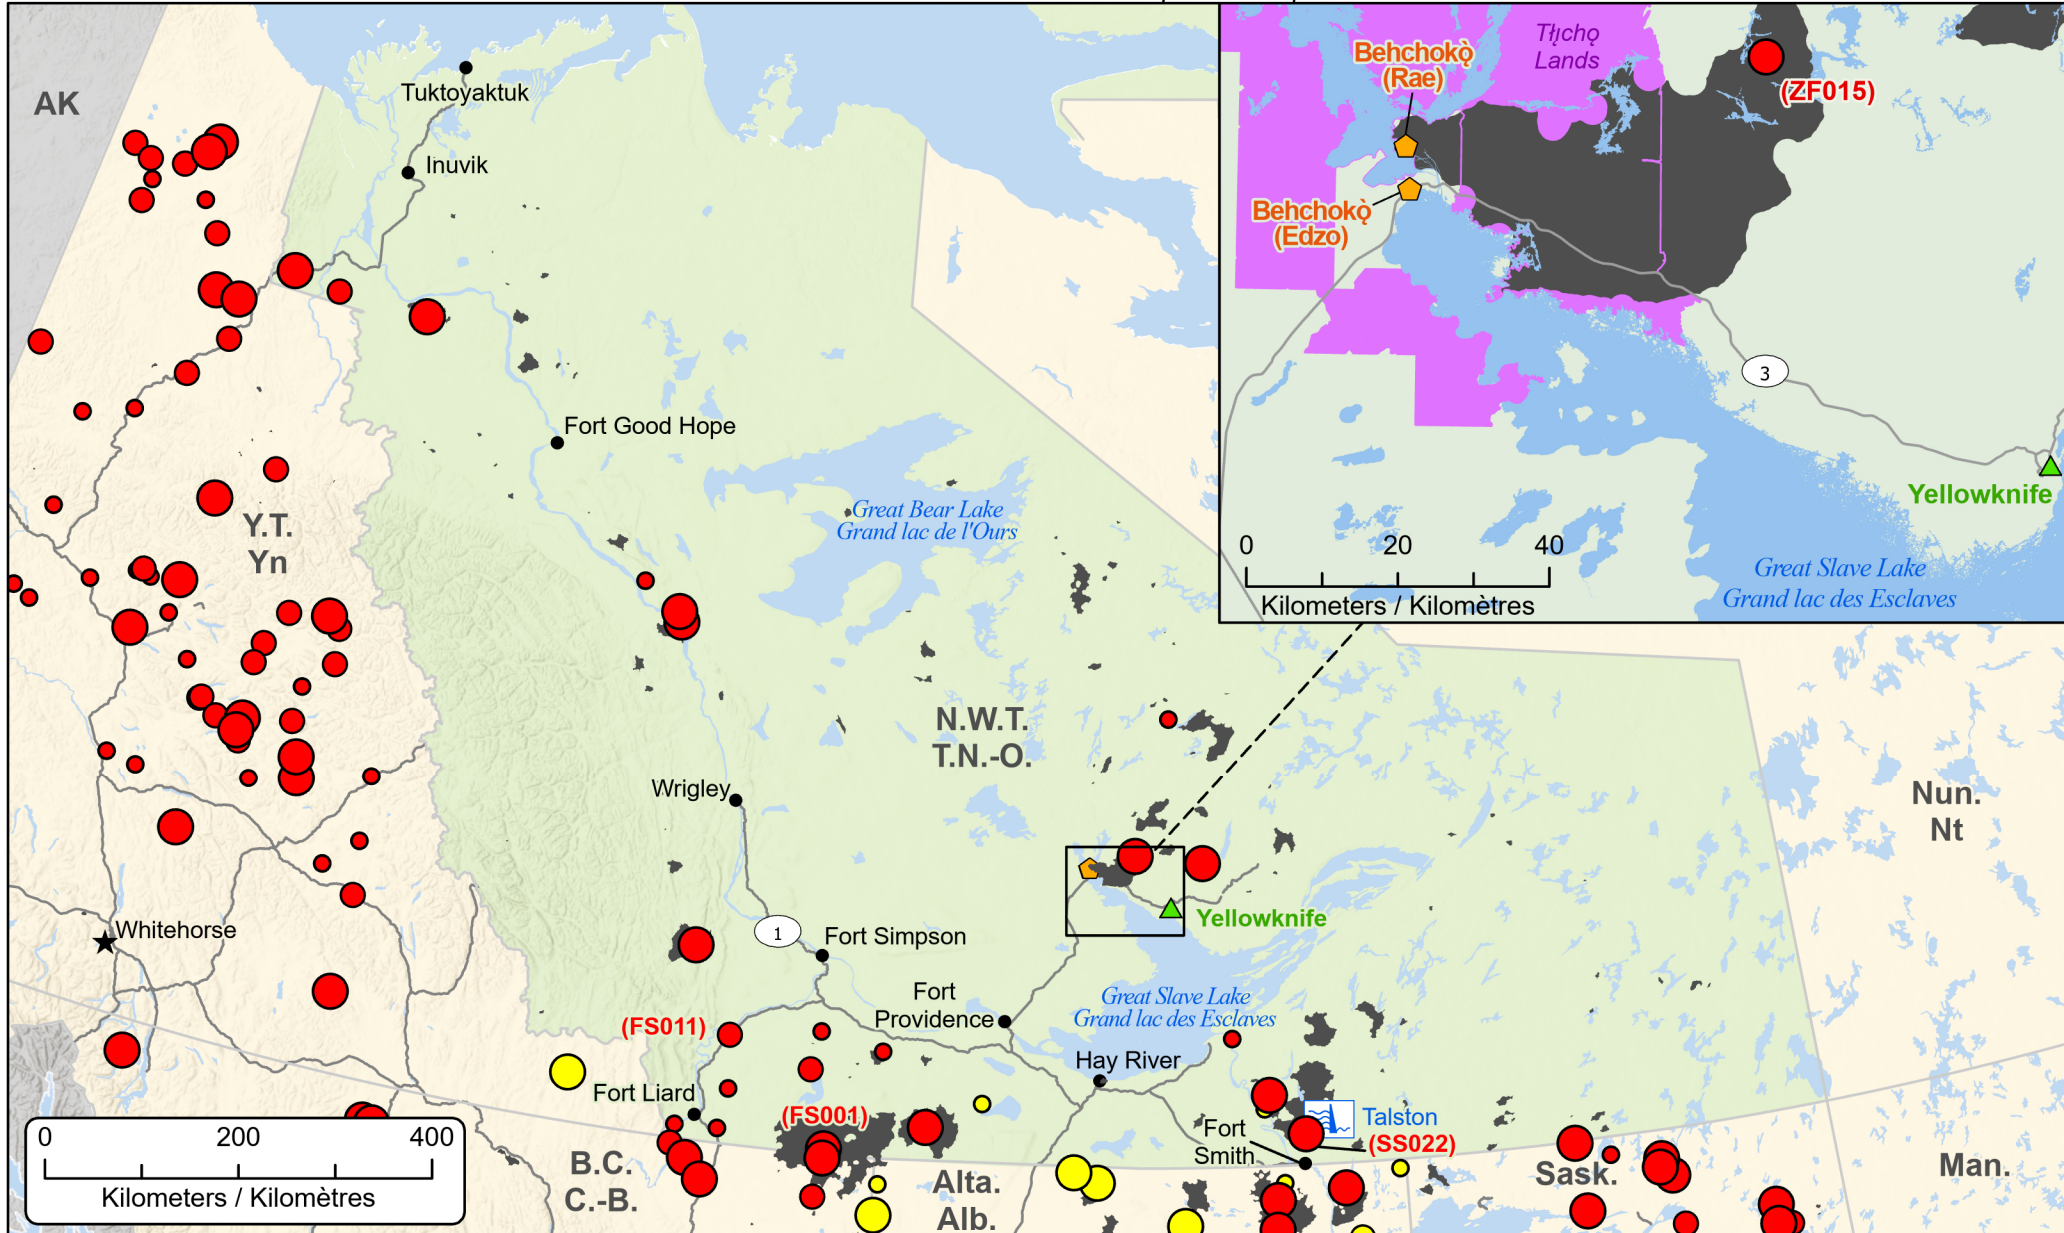 AK
Tuktoyaktuk
Inuvik
Fort Good Hope
Great Bear Lake
Grand lac de l'Ours
Y.T.
Yn
N.W.T.
T.N.-O.
Wrigley
Whitehorse
1
Fort Simpson
Yellowknife
Fort
Providence
Great Slave Lake
Grand lac des Esclaves
(FS011)
Hay River
Fort Liard
(FS001)
Fort
Smith
Talston
(SS022)
B.C.
C.-B.
Alta.
Alb.
Sask.
Man.
Nun.
Nt
0 200 400
Kilometers / Kilomètres
Tłı̨chǫ
Lands
Behchokǫ̀
(Rae)
(ZF015)
Behchokǫ̀
(Edzo)
3
Yellowknife
0 20 40
Kilometers / Kilomètres
Great Slave Lake
Grand lac des Esclaves